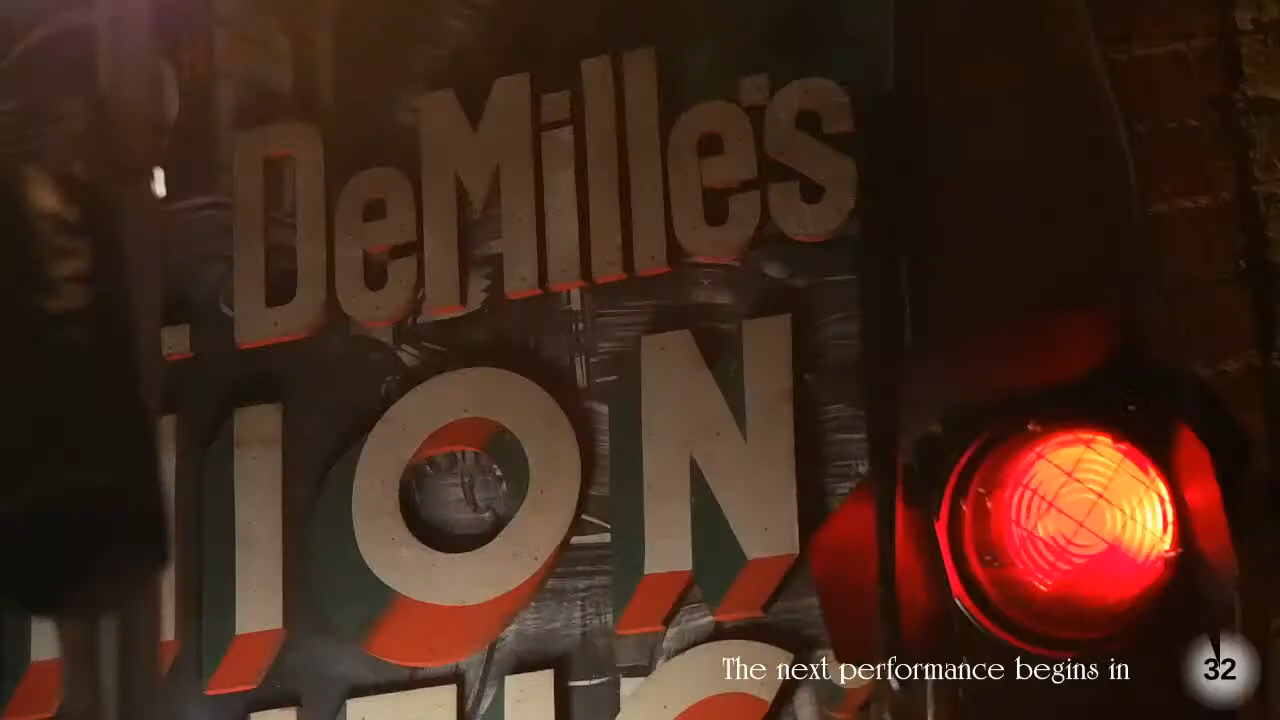 . DeMille's
ION
The next performance begins in
32